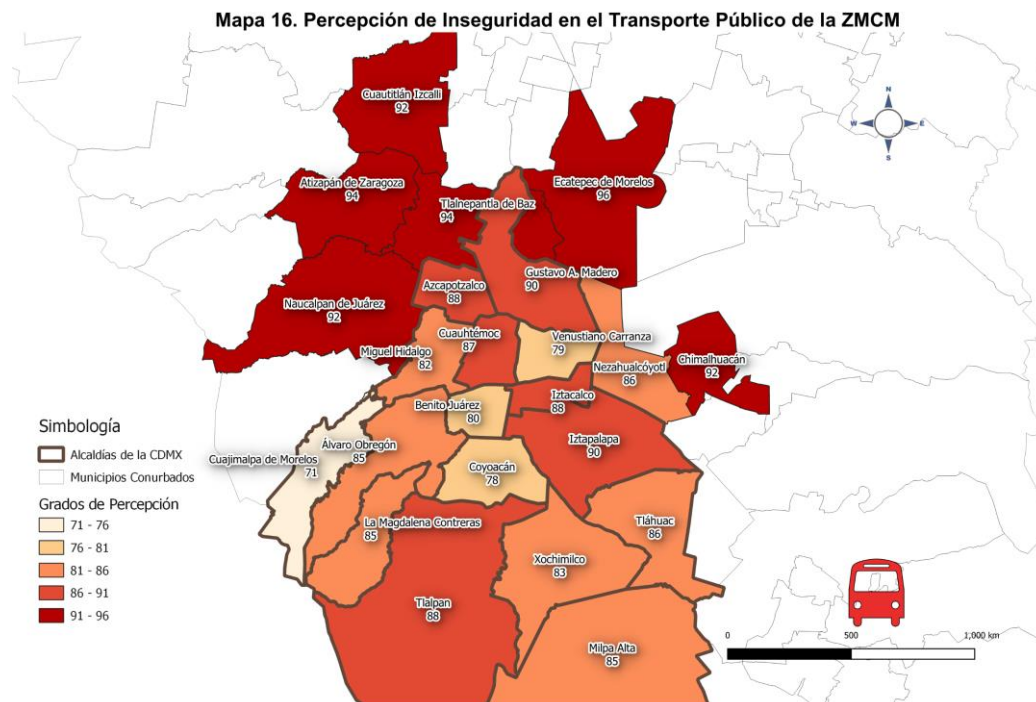 Mapa 16. Percepción de Inseguridad en el Transporte Público de la ZMCM
Cuautitlán Izcalli
92
N
W
E
S
Atizapán de Zaragoza
94
Tlalnepantla de Baz
94
Ecatepec de Morelos
96
Gustavo A. Madero
90
Azcapotzalco
88
Naucalpan de Juárez
92
Cuauhtémoc
87
Venustiano Carranza
79
Miguel Hidalgo
82
Nezahualcóyotl
86
Chimalhuacán
92
Iztacalco
88
Benito Juárez
80
Iztapalapa
90
Álvaro Obregón
85
Cuajimalpa de Morelos
71
Coyoacán
78
La Magdalena Contreras
85
Tláhuac
86
Xochimilco
83
Tlalpan
88
Milpa Alta
85
Simbología
Alcaldías de la CDMX
Municipios Conurbados
Grados de Percepción
71 - 76
76 - 81
81 - 86
86 - 91
91 - 96
0 500 1,000 km